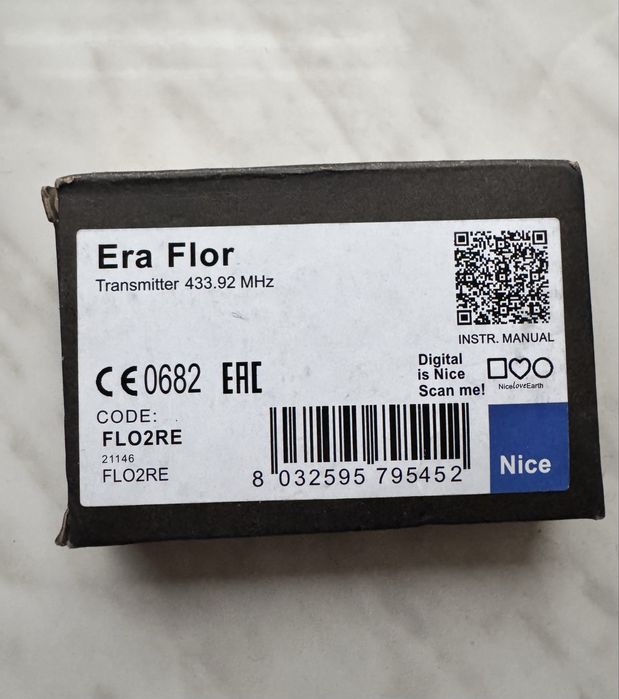 Era Flor
Transmitter 433.92 MHz
INSTR. MANUAL
Digital
is Nice
Scan me!
NiceloveEarth
CE 0682 EAC
CODE:
FLO2RE
21146
FLO2RE
8 032595 795452
Nice